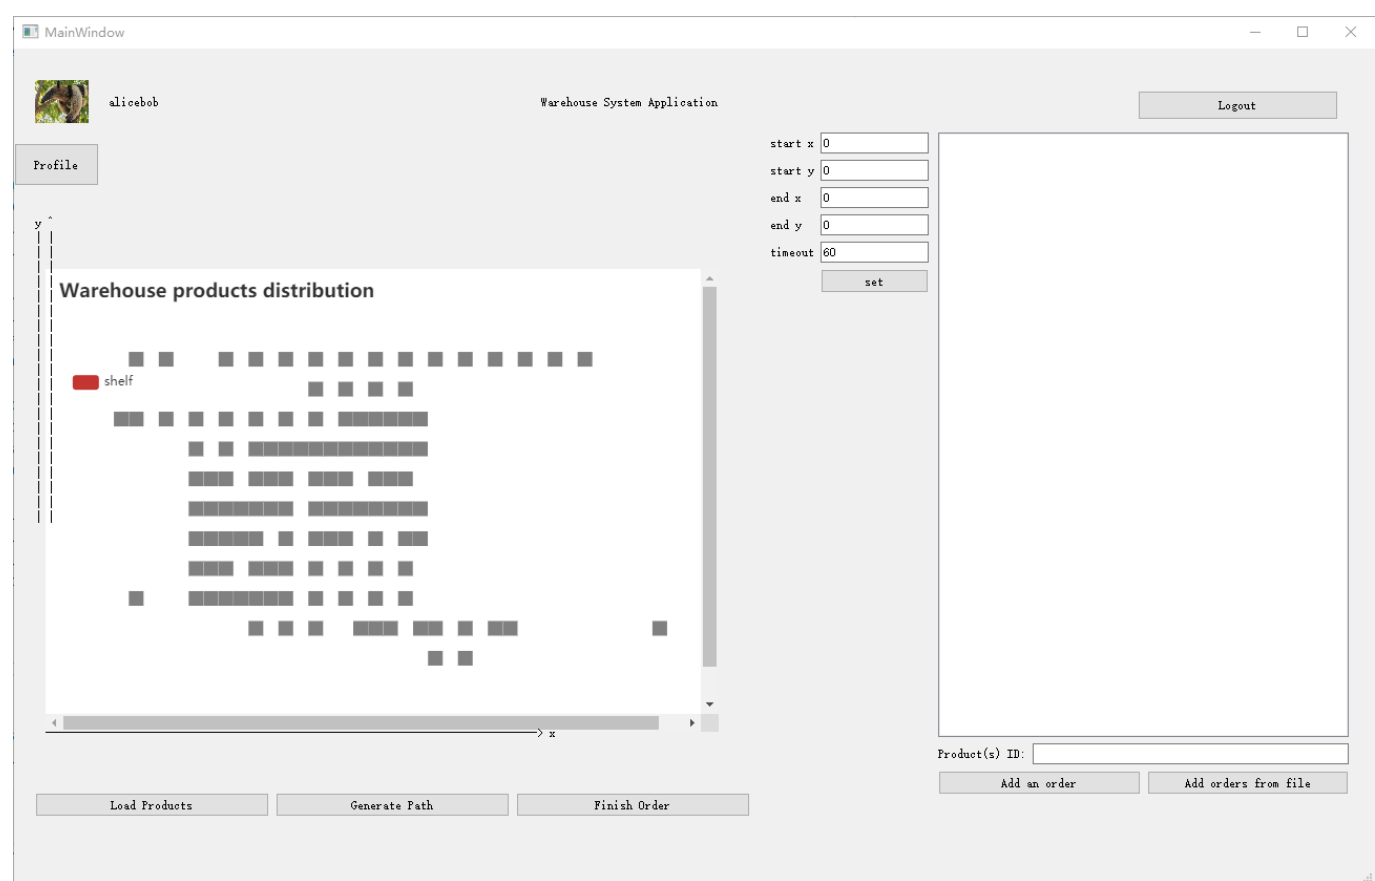 MainWindow
alicebob
Warehouse System Application
Logout
Profile
start x 0
start y 0
end x 0
end y 0
timeout 60
set
y ^
Warehouse products distribution
shelf
> x
Product(s) ID:
Add an order
Add orders from file
Load Products
Generate Path
Finish Order